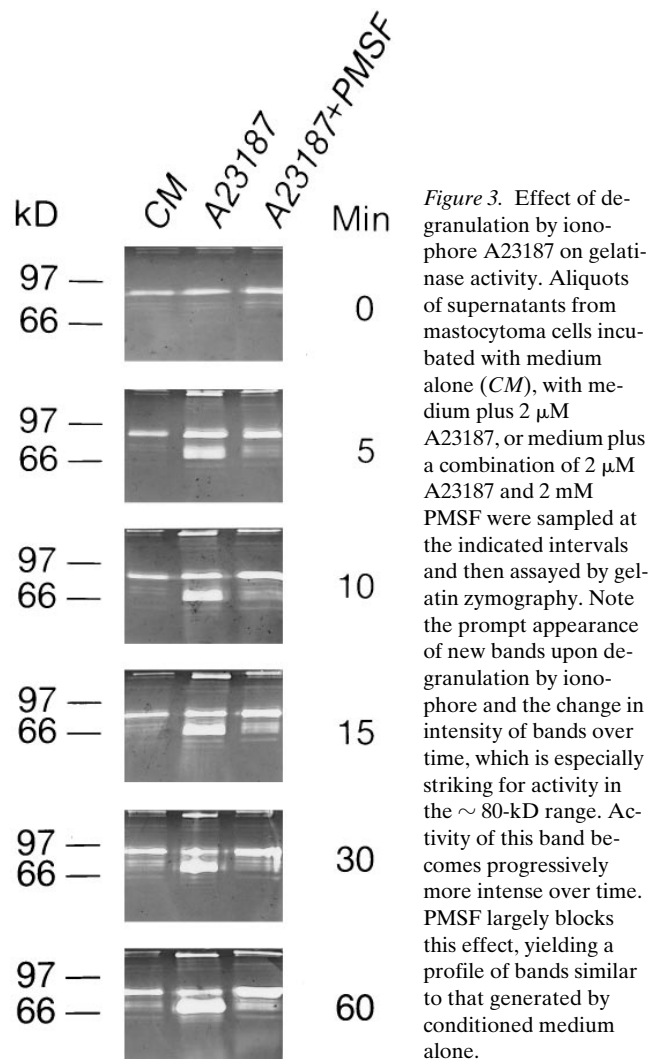 kD
CM
A23187
A23187+PMSF
Min
97
66
0
97
66
5
97
66
10
97
66
15
97
66
30
97
66
60
Figure 3. Effect of de-
granulation by iono-
phore A23187 on gelati-
nase activity. Aliquots
of supernatants from
mastocytoma cells incu-
bated with medium
alone (CM), with me-
dium plus 2 μM
A23187, or medium plus
a combination of 2 μM
A23187 and 2 mM
PMSF were sampled at
the indicated intervals
and then assayed by gel-
atin zymography. Note
the prompt appearance
of new bands upon de-
granulation by iono-
phore and the change in
intensity of bands over
time, which is especially
striking for activity in
the ~ 80-kD range. Ac-
tivity of this band be-
comes progressively
more intense over time.
PMSF largely blocks
this effect, yielding a
profile of bands similar
to that generated by
conditioned medium
alone.